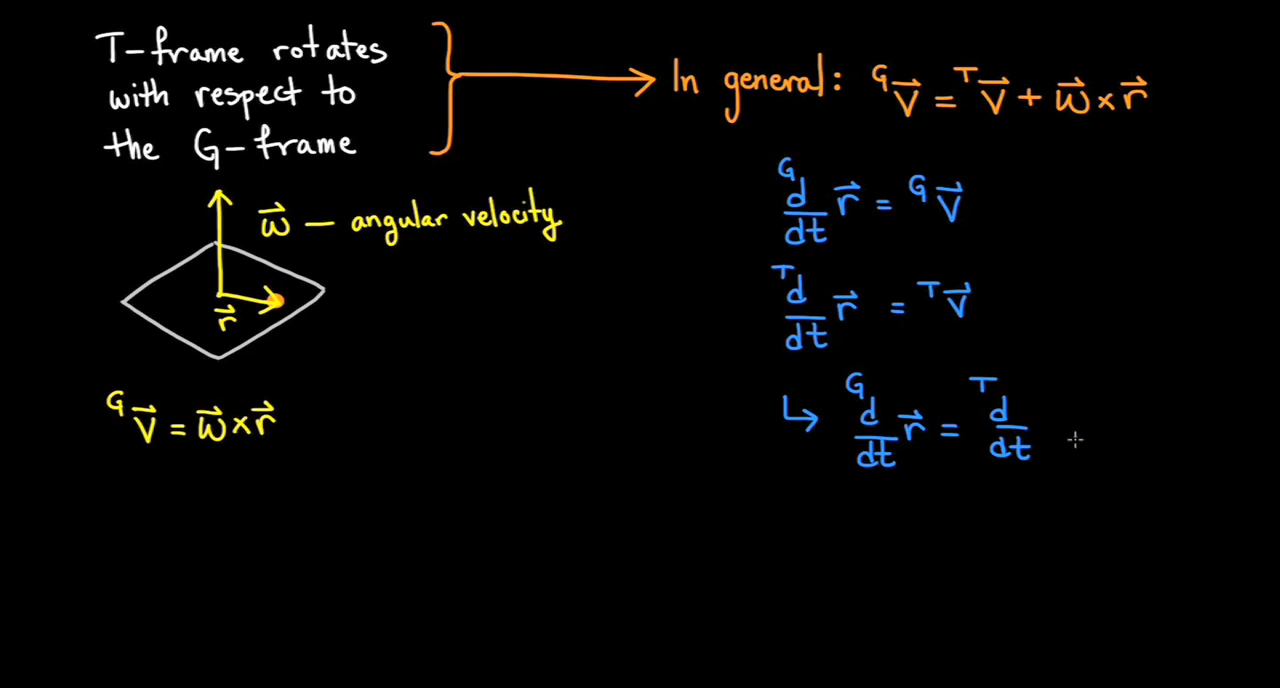 T-frame rotates
with respect to
the G-frame
In general: ᴳv⃗ = ᵀv⃗ + w⃗ × r⃗
w⃗ — angular velocity
r⃗
ᴳv⃗ = w⃗ × r⃗
ᴳd/dt r⃗ = ᴳv⃗
ᵀd/dt r⃗ = ᵀv⃗
↳ ᴳd/dt r⃗ = ᵀd/dt